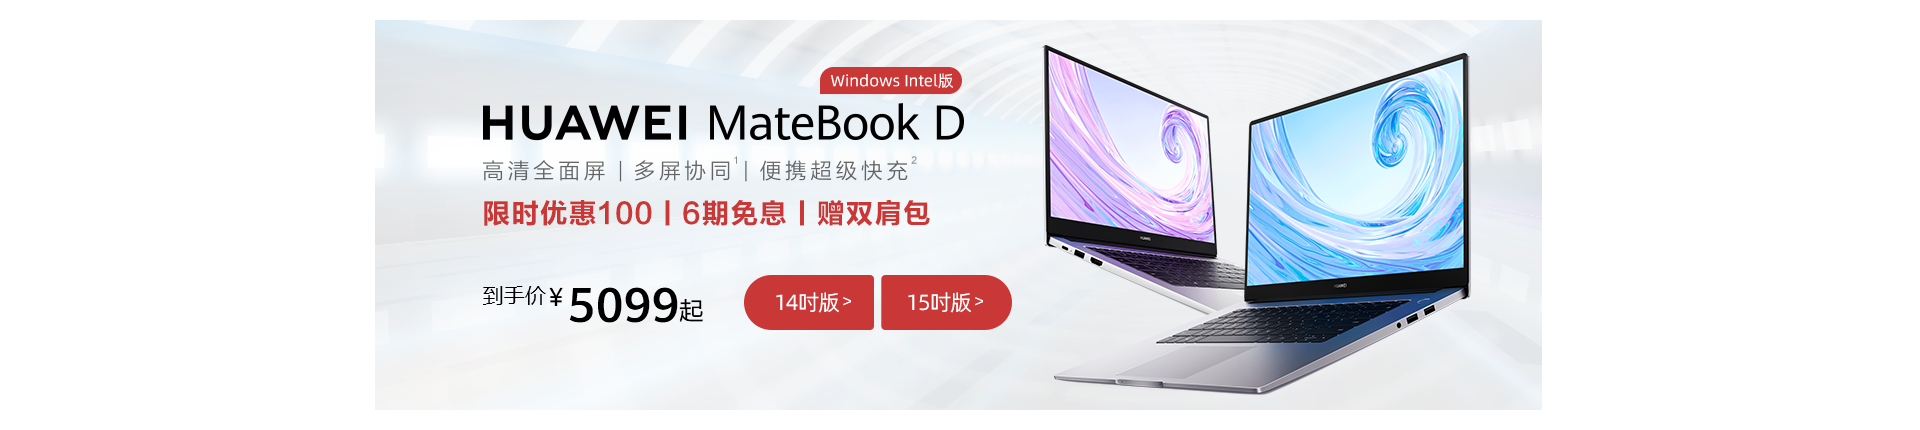 Windows Intel版
HUAWEI MateBook D
高清全面屏 | 多屏协同¹ | 便携超级快充²
限时优惠100 | 6期免息 | 赠双肩包
到手价¥5099起
14吋版>
15吋版>
HUAWEI
HUAWEI